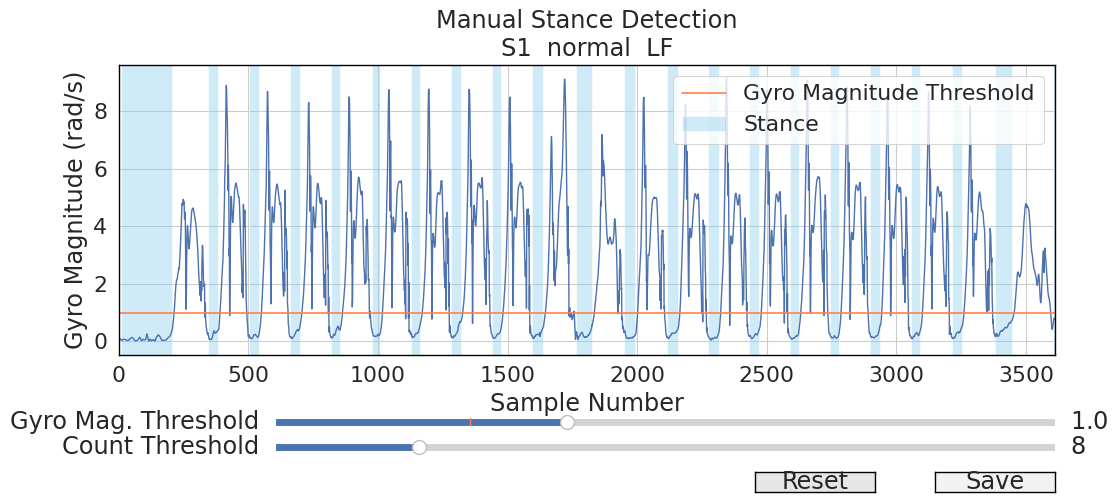 Manual Stance Detection
S1 normal LF
Gyro Magnitude (rad/s)
8
6
4
2
0
Gyro Magnitude Threshold
Stance
0 500 1000 1500 2000 2500 3000 3500
Sample Number
Gyro Mag. Threshold 1.0
Count Threshold 8
Reset Save